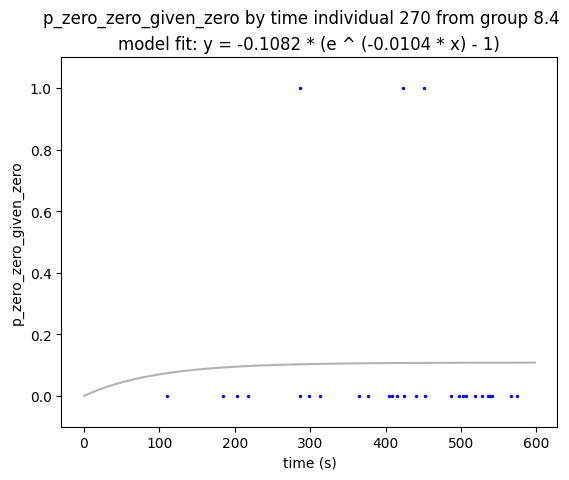 p_zero_zero_given_zero by time individual 270 from group 8.4
model fit: y = -0.1082 * (e ^ (-0.0104 * x) - 1)
1.0
0.8
0.6
0.4
0.2
0.0
p_zero_zero_given_zero
0 100 200 300 400 500 600
time (s)